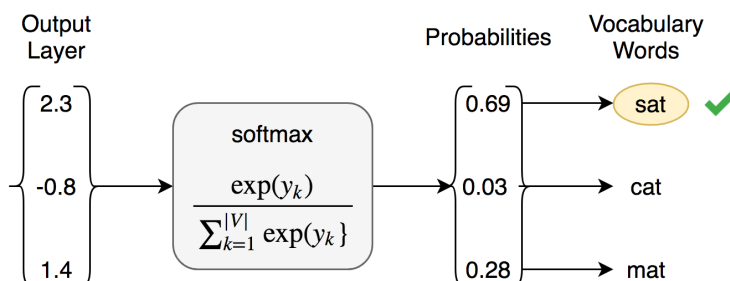 Output
Layer
Probabilities
Vocabulary
Words
2.3
-0.8
1.4
softmax
exp(y_k)
∑_{k=1}^{|V|} exp(y_k}
0.69
0.03
0.28
sat
cat
mat